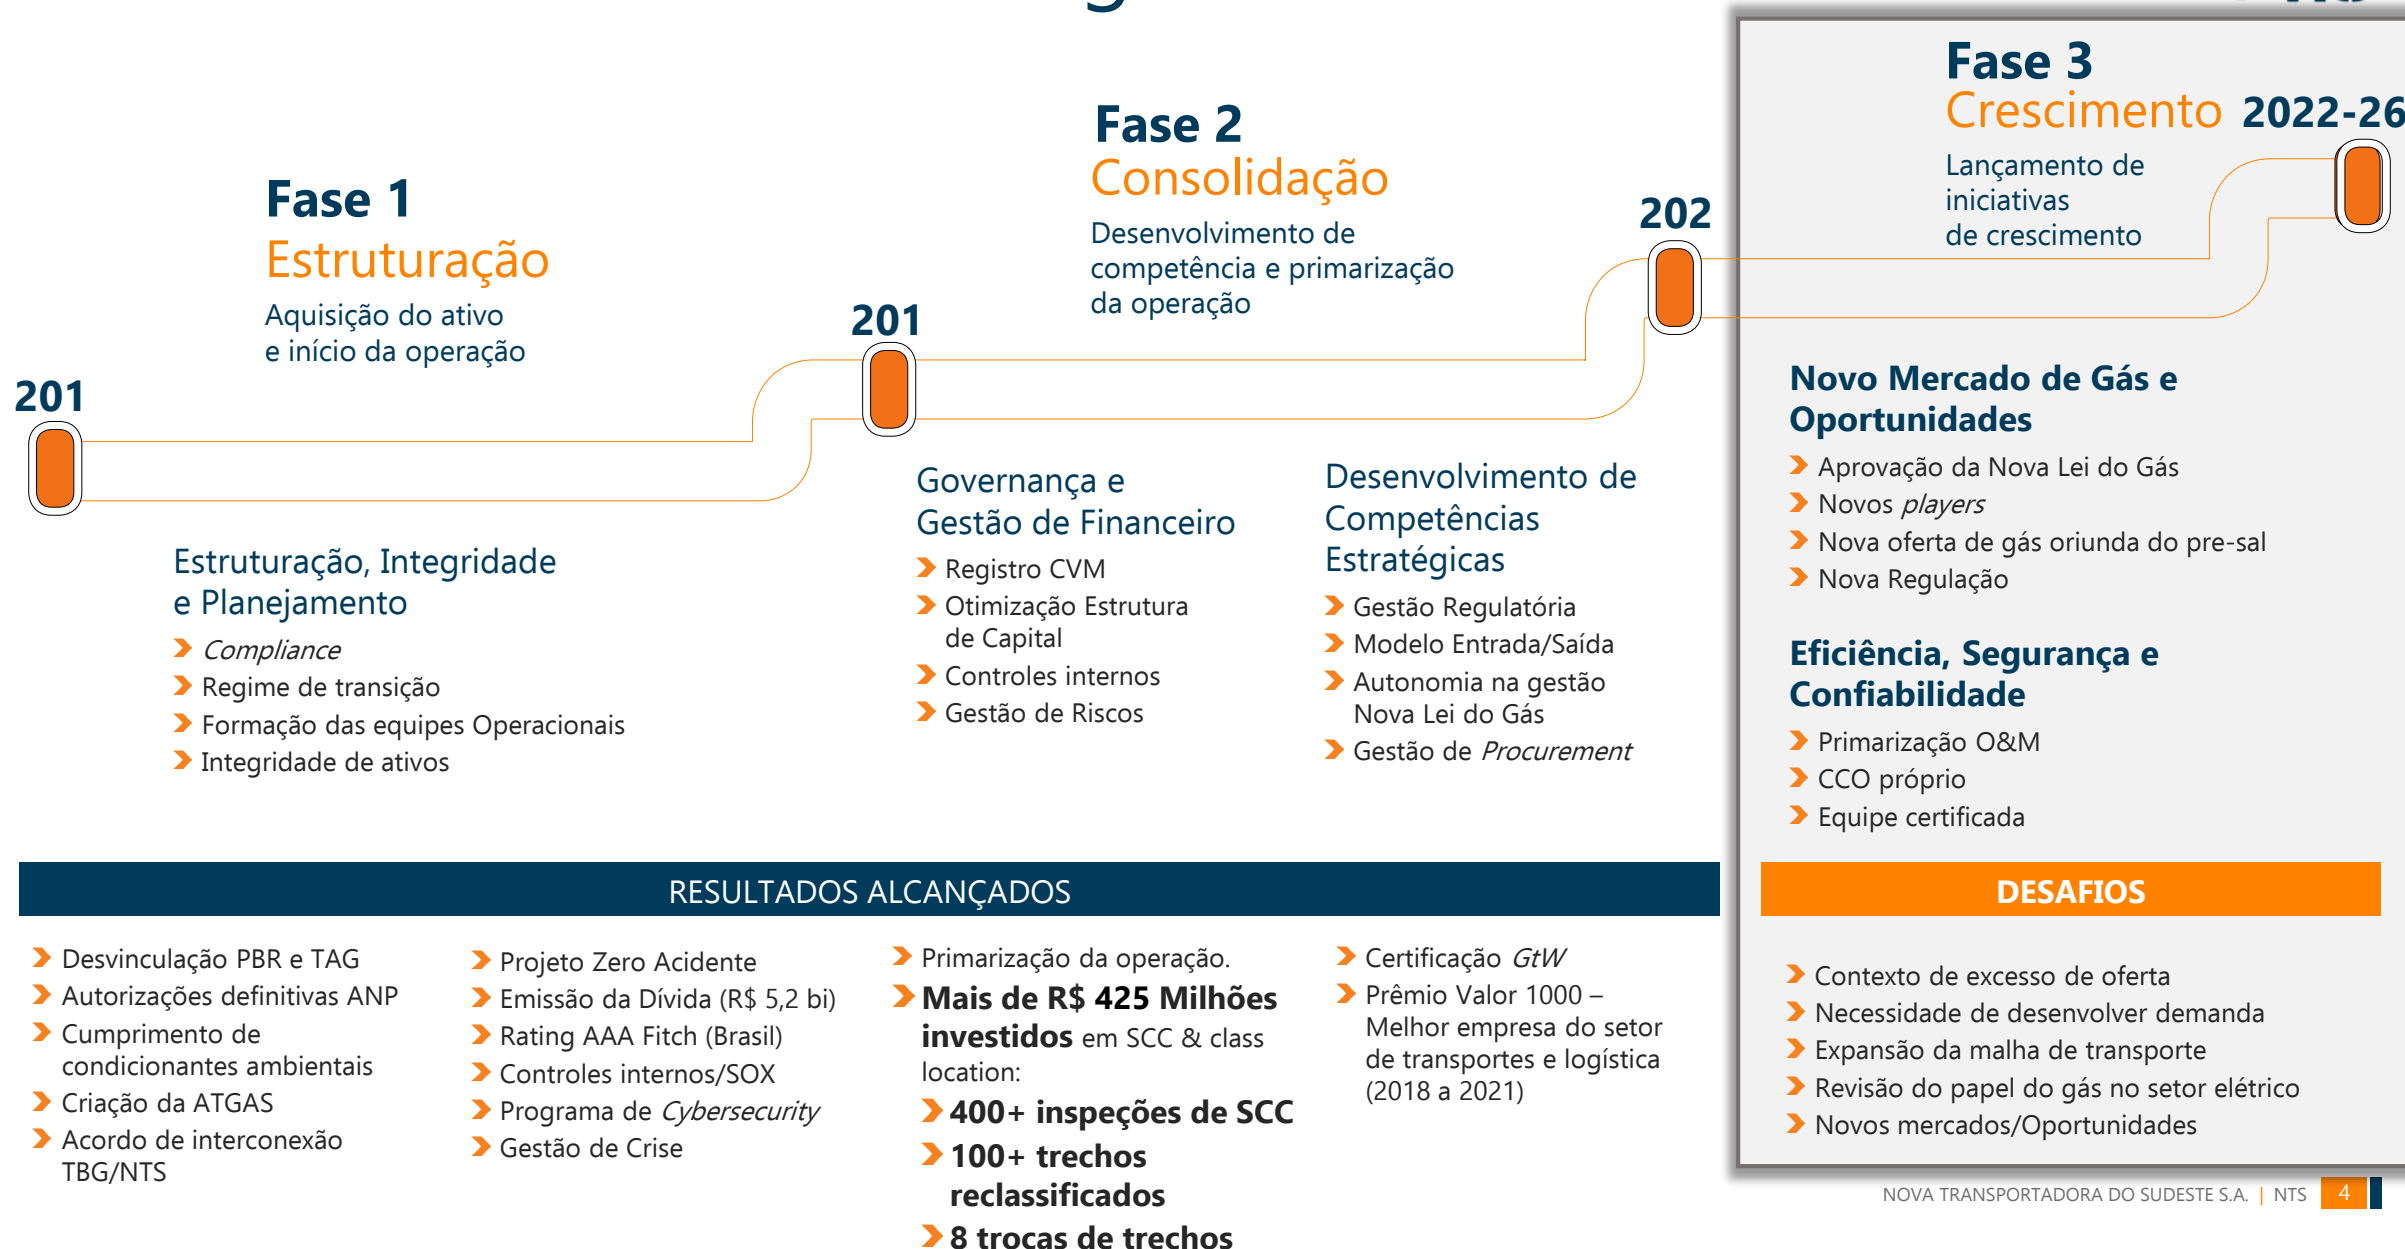 Fase 1
Estruturação
Aquisição do ativo
e início da operação
201
Fase 2
Consolidação
Desenvolvimento de
competência e primarização
da operação
201
202
Fase 3
Crescimento 2022-26
Lançamento de
iniciativas
de crescimento
Estruturação, Integridade
e Planejamento
Compliance
Regime de transição
Formação das equipes Operacionais
Integridade de ativos
Governança e
Gestão de Financeiro
Registro CVM
Otimização Estrutura
de Capital
Controles internos
Gestão de Riscos
Desenvolvimento de
Competências
Estratégicas
Gestão Regulatória
Modelo Entrada/Saída
Autonomia na gestão
Nova Lei do Gás
Gestão de Procurement
Novo Mercado de Gás e
Oportunidades
Aprovação da Nova Lei do Gás
Novos players
Nova oferta de gás oriunda do pre-sal
Nova Regulação
Eficiência, Segurança e
Confiabilidade
Primarização O&M
CCO próprio
Equipe certificada
RESULTADOS ALCANÇADOS
Desvinculação PBR e TAG
Autorizações definitivas ANP
Cumprimento de
condicionantes ambientais
Criação da ATGAS
Acordo de interconexão
TBG/NTS
Projeto Zero Acidente
Emissão da Dívida (R$ 5,2 bi)
Rating AAA Fitch (Brasil)
Controles internos/SOX
Programa de Cybersecurity
Gestão de Crise
Primarização da operação.
Mais de R$ 425 Milhões
investidos em SCC & class
location:
400+ inspeções de SCC
100+ trechos
reclassificados
8 trocas de trechos
Certificação GtW
Prêmio Valor 1000 –
Melhor empresa do setor
de transportes e logística
(2018 a 2021)
DESAFIOS
Contexto de excesso de oferta
Necessidade de desenvolver demanda
Expansão da malha de transporte
Revisão do papel do gás no setor elétrico
Novos mercados/Oportunidades
NOVA TRANSPORTADORA DO SUDESTE S.A. | NTS 4